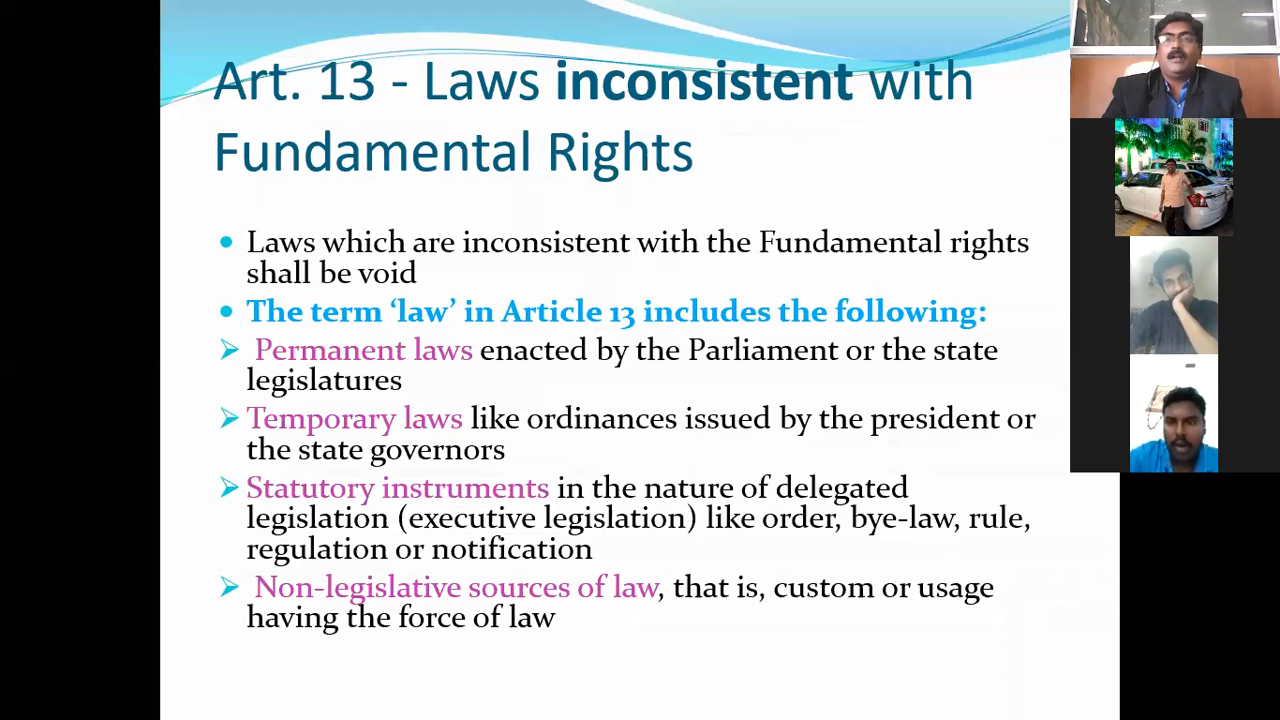 Art. 13 - Laws inconsistent with
Fundamental Rights
Laws which are inconsistent with the Fundamental rights
shall be void
The term ‘law’ in Article 13 includes the following:
Permanent laws enacted by the Parliament or the state
legislatures
Temporary laws like ordinances issued by the president or
the state governors
Statutory instruments in the nature of delegated
legislation (executive legislation) like order, bye-law, rule,
regulation or notification
Non-legislative sources of law, that is, custom or usage
having the force of law